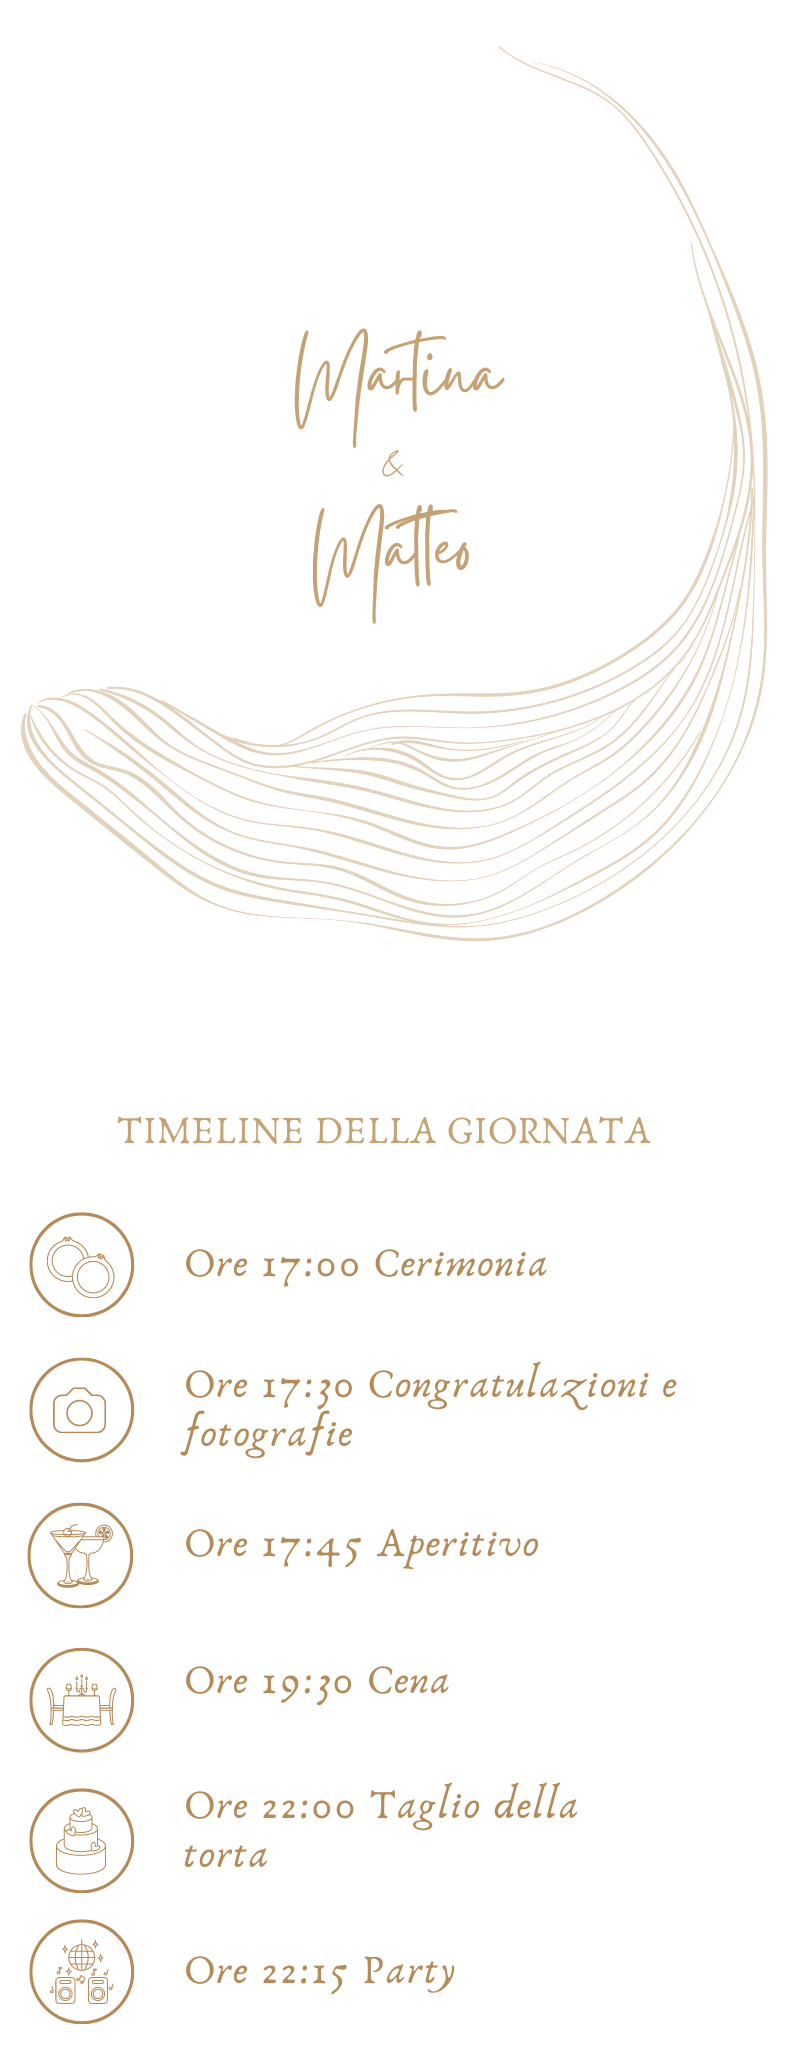 Martina
&
Matteo
TIMELINE DELLA GIORNATA
Ore 17:00 Cerimonia
Ore 17:30 Congratulazioni e
fotografie
Ore 17:45 Aperitivo
Ore 19:30 Cena
Ore 22:00 Taglio della
torta
Ore 22:15 Party